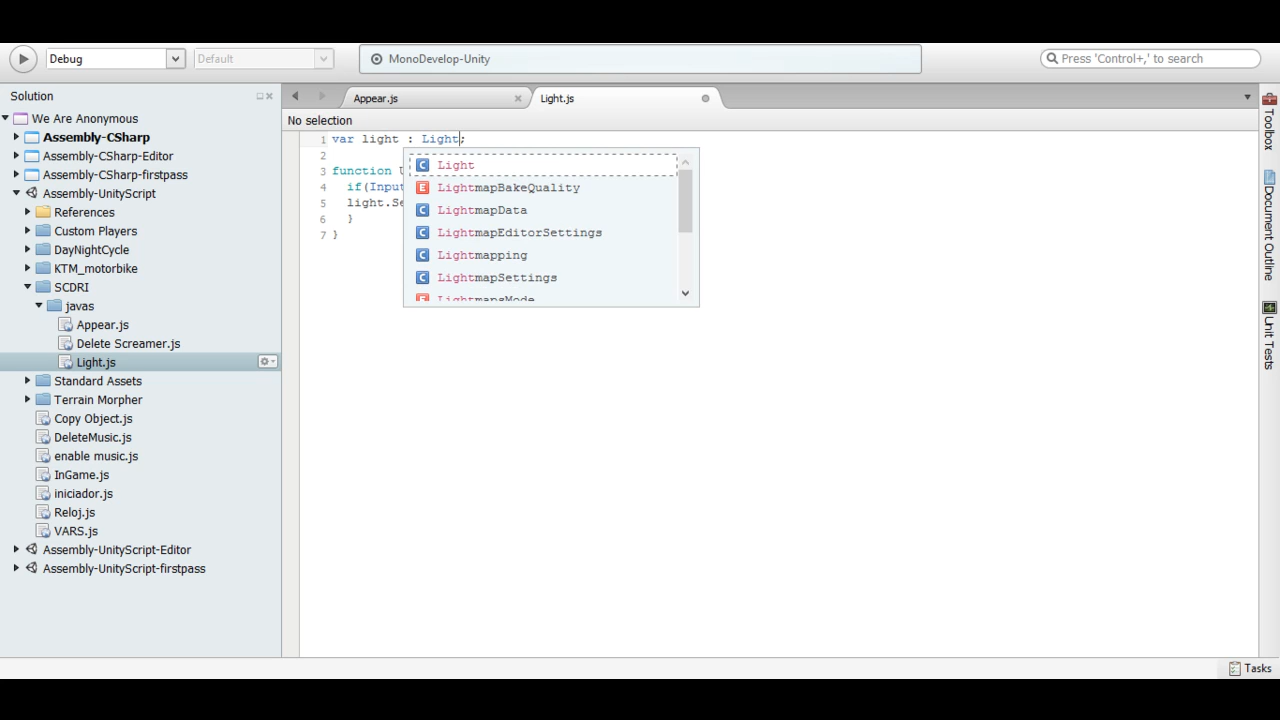 Debug
Default
MonoDevelop-Unity
Press 'Control+,' to search
Solution
We Are Anonymous
Assembly-CSharp
Assembly-CSharp-Editor
Assembly-CSharp-firstpass
Assembly-UnityScript
References
Custom Players
DayNightCycle
KTM_motorbike
SCDRI
javas
Appear.js
Delete Screamer.js
Light.js
Standard Assets
Terrain Morpher
Copy Object.js
DeleteMusic.js
enable music.js
InGame.js
iniciador.js
Reloj.js
VARS.js
Assembly-UnityScript-Editor
Assembly-UnityScript-firstpass
Appear.js
Light.js
No selection
1 var light : Light;
2
3 function U
4 if(Input
5 light.Se
6 }
7 }
C Light
E LightmapBakeQuality
C LightmapData
C LightmapEditorSettings
C Lightmapping
C LightmapSettings
E LightmapsMode
Toolbox
Document Outline
Unit Tests
Tasks